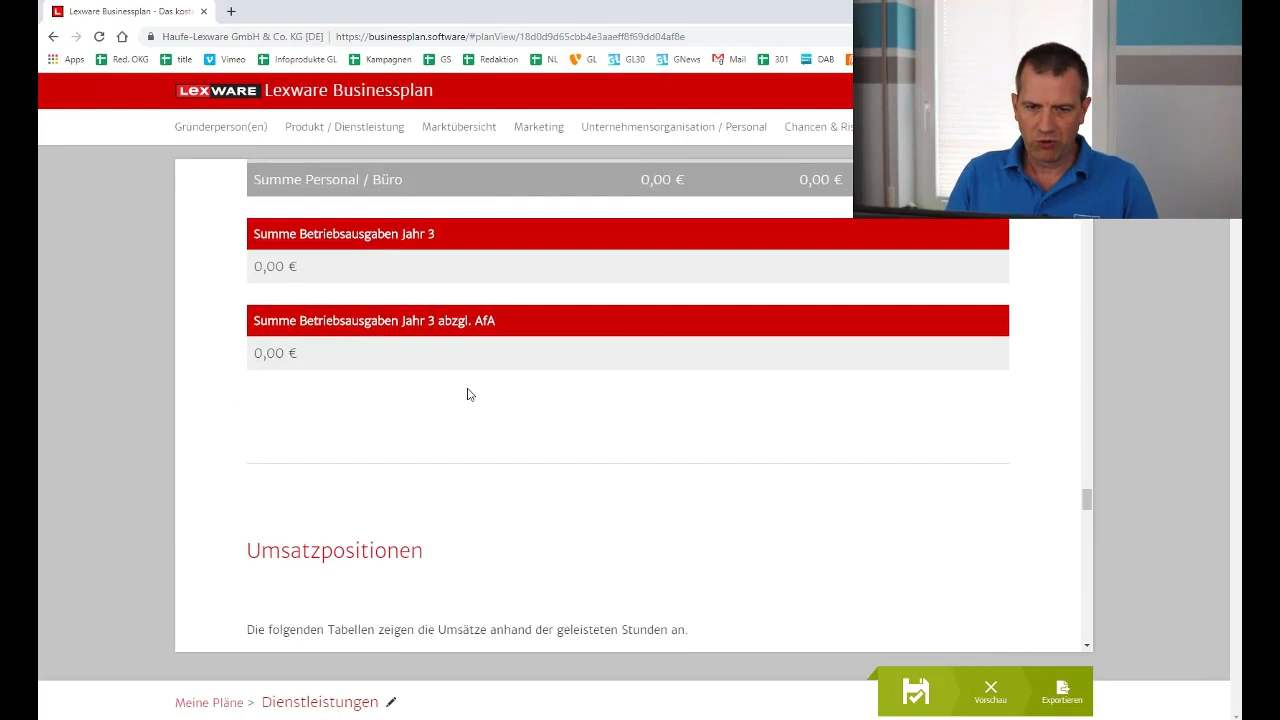 L Lexware Businessplan - Das kost
Haufe-Lexware GmbH & Co. KG [DE] https://businessplan.software/#planView/18d0d9d65cbb4e3aaeff8f69dd04af8e
Apps Red. OKG title Vimeo Infoprodukte GL Kampagnen GS Redaktion NL GL GL30 GNews Mail 301 DAB
LEXWARE Lexware Businessplan
Gründerperson(en) Produkt / Dienstleistung Marktübersicht Marketing Unternehmensorganisation / Personal Chancen & Ris
Summe Personal / Büro 0,00 € 0,00 €
Summe Betriebsausgaben Jahr 3
0,00 €
Summe Betriebsausgaben Jahr 3 abzgl. AfA
0,00 €
Umsatzpositionen
Die folgenden Tabellen zeigen die Umsätze anhand der geleisteten Stunden an.
Meine Pläne > Dienstleistungen
Vorschau
Exportieren